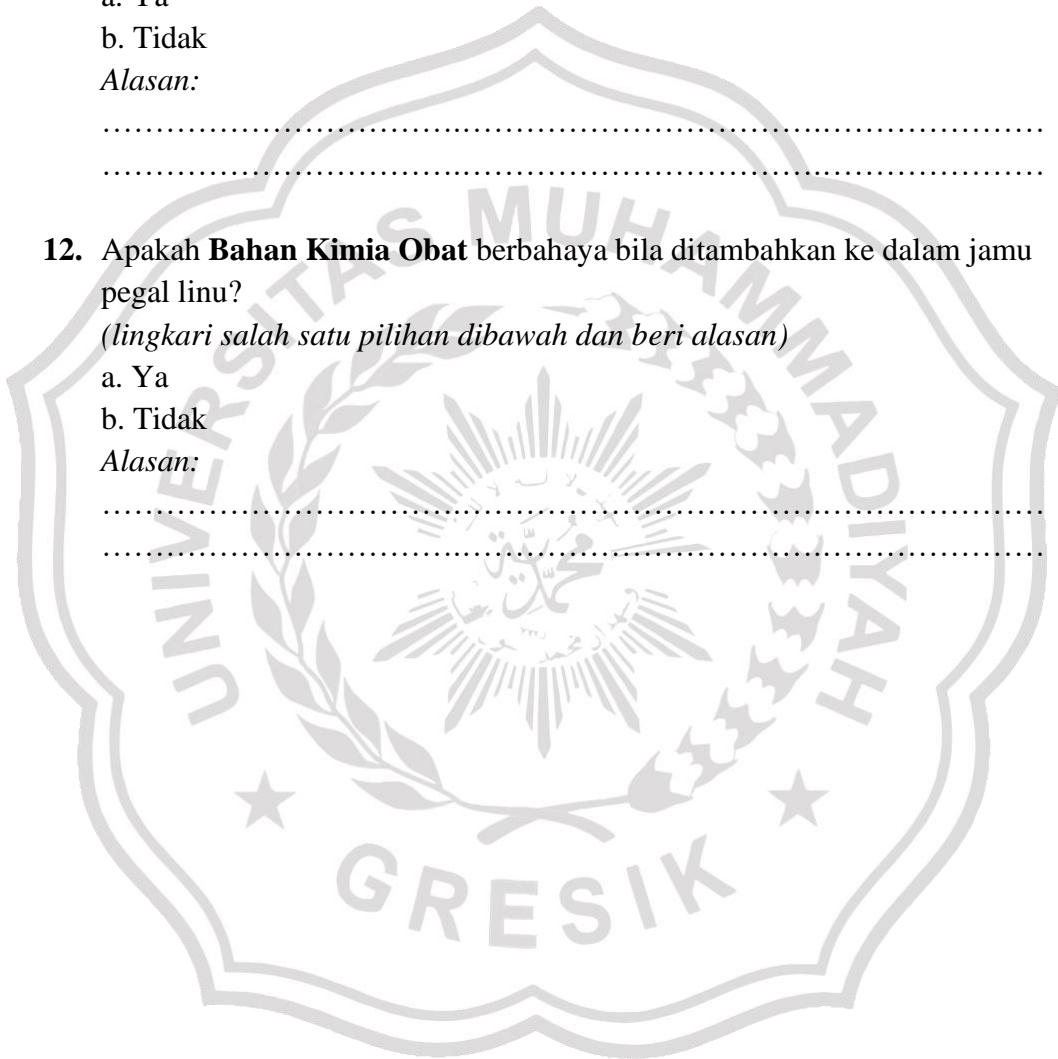 a. Ya
b. Tidak
Alasan:
……………………………….……………………………….…………………
……………………………….……………………………….…………………
UNIVERSITAS MUHAMMADIYAH
12. Apakah Bahan Kimia Obat berbahaya bila ditambahkan ke dalam jamu
pegal linu?
(lingkari salah satu pilihan dibawah dan beri alasan)
a. Ya
b. Tidak
Alasan:
……………………………….……………………………….…………………
……………………………….……………………………….…………………
GRESIK